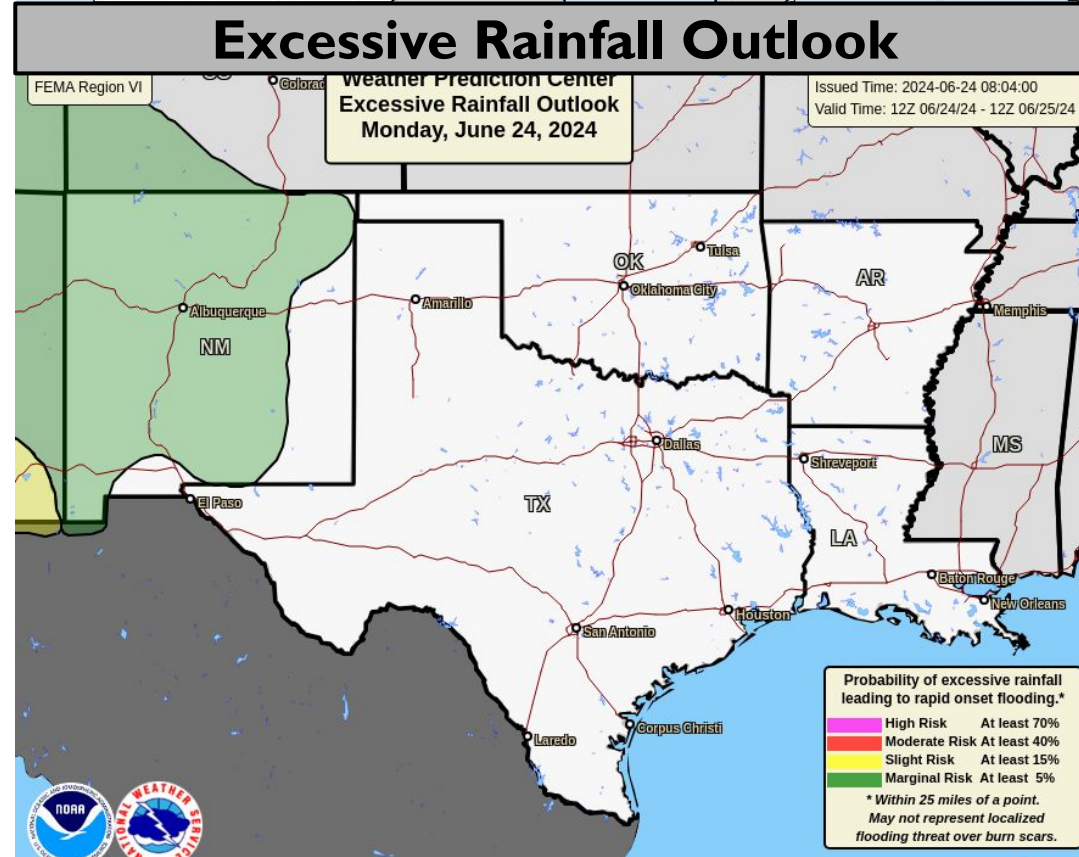 Excessive Rainfall Outlook
FEMA Region VI
Weather Prediction Center
Excessive Rainfall Outlook
Monday, June 24, 2024
Issued Time: 2024-06-24 08:04:00
Valid Time: 12Z 06/24/24 - 12Z 06/25/24
Colorad
Tulsa
OK
Oklahoma City
AR
Albuquerque
Amarillo
Memphis
NM
Dallas
MS
Shreveport
El Paso
TX
LA
Baton Rouge
New Orleans
Houston
San Antonio
Corpus Christi
Laredo
Probability of excessive rainfall
leading to rapid onset flooding.*
High Risk At least 70%
Moderate Risk At least 40%
Slight Risk At least 15%
Marginal Risk At least 5%
* Within 25 miles of a point.
May not represent localized
flooding threat over burn scars.
NOAA
NATIONAL WEATHER SERVICE